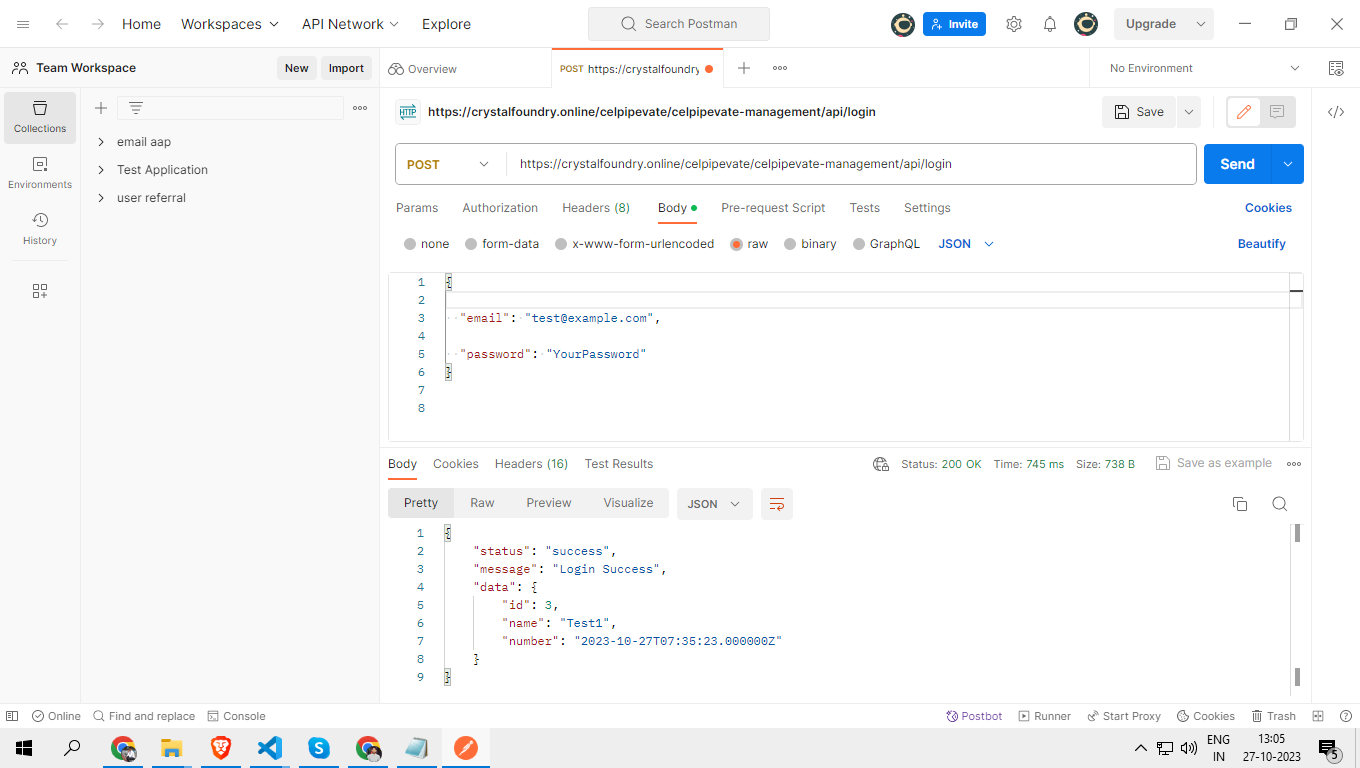 Home Workspaces API Network Explore Search Postman Invite Upgrade
Team Workspace New Import Overview POST https://crystalfoundry No Environment
Collections
Environments
History
email aap
Test Application
user referral
HTTP https://crystalfoundry.online/celpipevate/celpipevate-management/api/login Save
POST https://crystalfoundry.online/celpipevate/celpipevate-management/api/login Send
Params Authorization Headers (8) Body Pre-request Script Tests Settings Cookies
none form-data x-www-form-urlencoded raw binary GraphQL JSON Beautify
1 {
2
3 "email": "test@example.com",
4
5 "password": "YourPassword"
6 }
7
8
Body Cookies Headers (16) Test Results Status: 200 OK Time: 745 ms Size: 738 B Save as example
Pretty Raw Preview Visualize JSON
1 {
2 "status": "success",
3 "message": "Login Success",
4 "data": {
5 "id": 3,
6 "name": "Test1",
7 "number": "2023-10-27T07:35:23.000000Z"
8 }
9 }
Online Find and replace Console Postbot Runner Start Proxy Cookies Trash
ENG 13:05
IN 27-10-2023 5